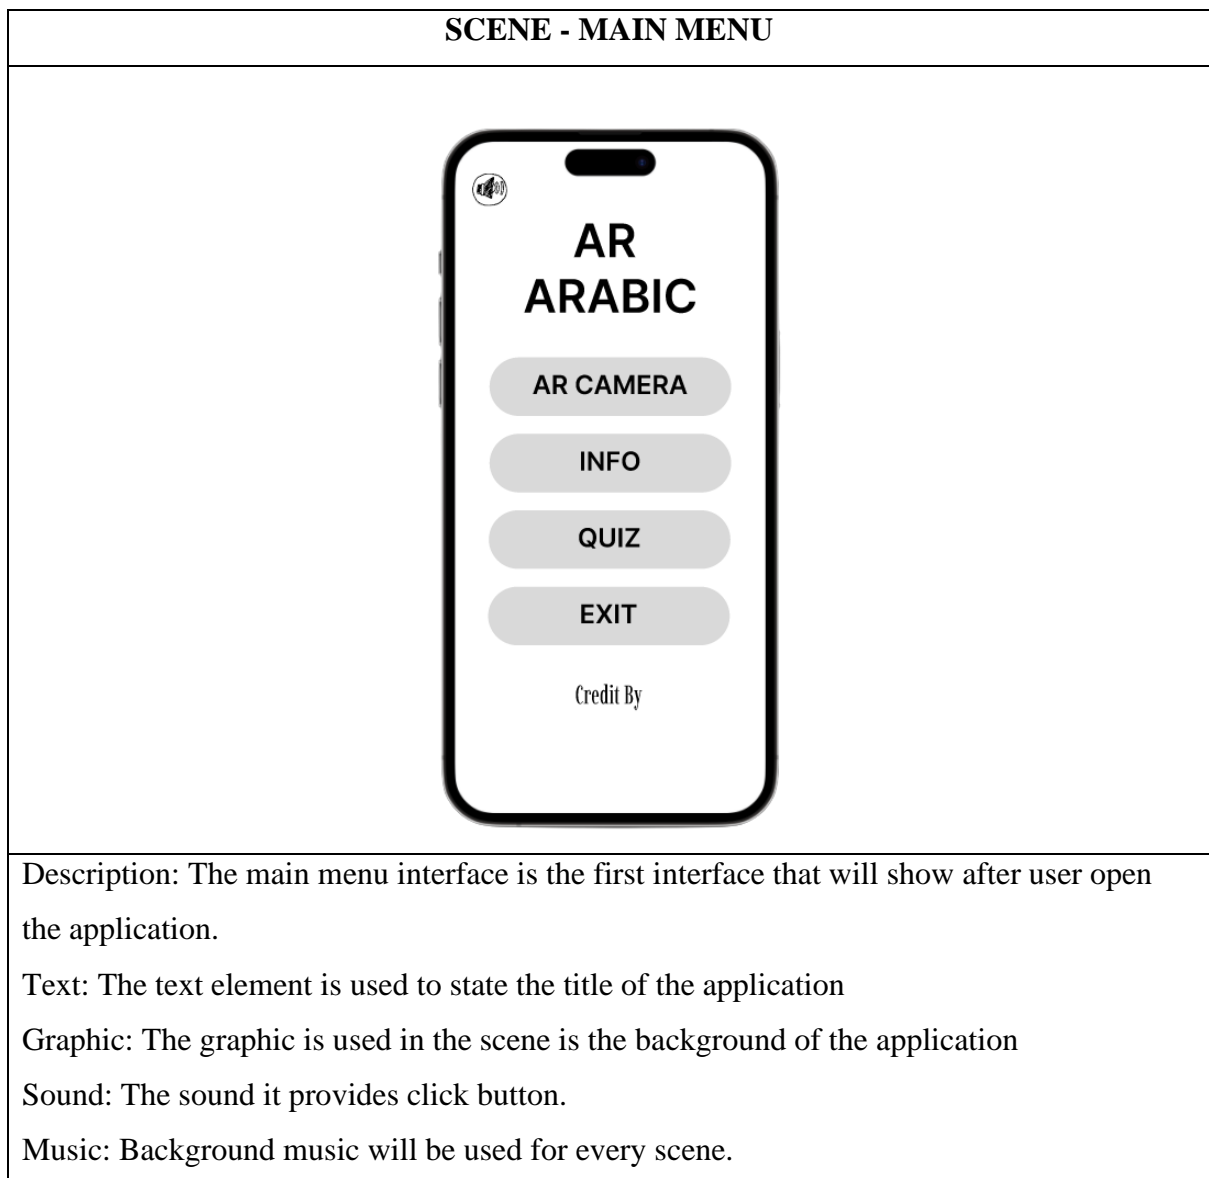 SCENE - MAIN MENU
AR
ARABIC
AR CAMERA
INFO
QUIZ
EXIT
Credit By
Description: The main menu interface is the first interface that will show after user open
the application.
Text: The text element is used to state the title of the application
Graphic: The graphic is used in the scene is the background of the application
Sound: The sound it provides click button.
Music: Background music will be used for every scene.